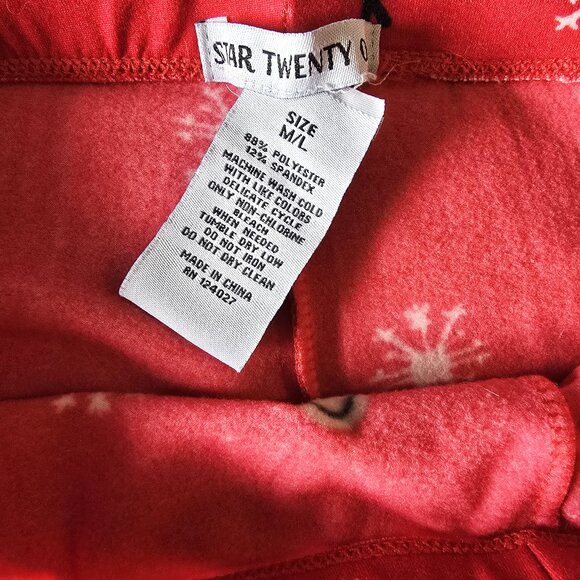 STAR TWENTY O
SIZE
M/L
88% POLYESTER
12% SPANDEX
MACHINE WASH COLD
WITH LIKE COLORS
DELICATE CYCLE
ONLY NON-CHLORINE
BLEACH
WHEN NEEDED
TUMBLE DRY LOW
DO NOT IRON
DO NOT DRY CLEAN
MADE IN CHINA
RN 124027